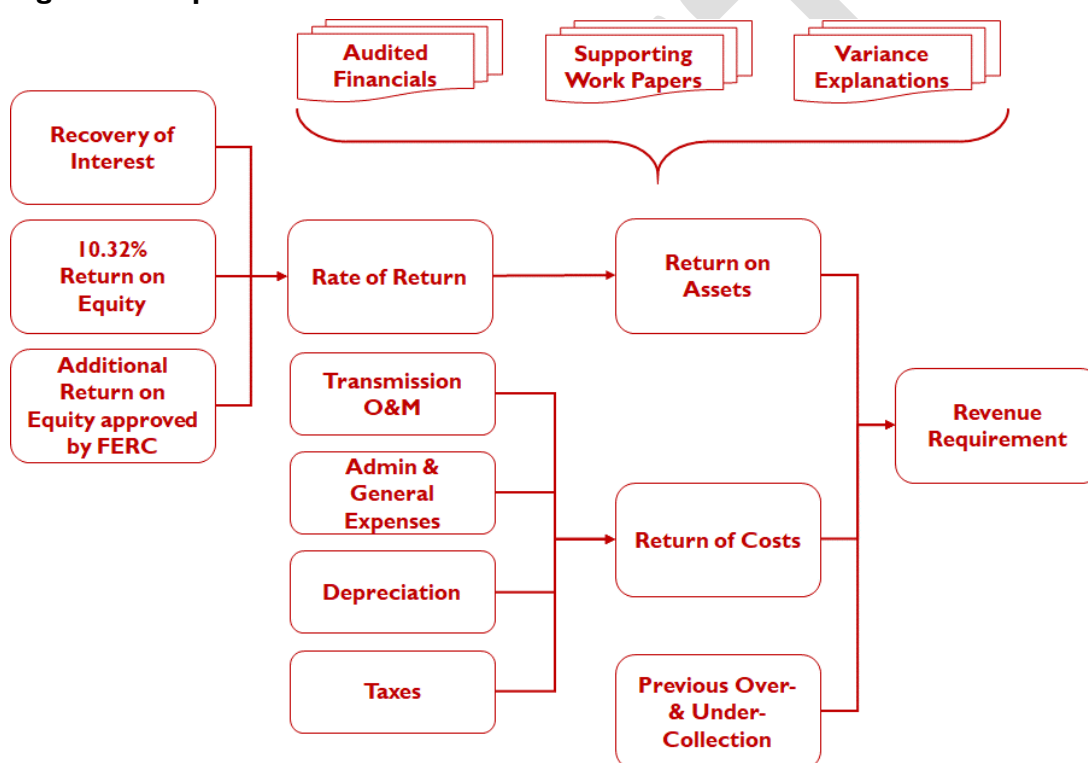 Audited
Financials
Supporting
Work Papers
Variance
Explanations
Recovery of
Interest
10.32%
Return on
Equity
Additional
Return on
Equity approved
by FERC
Rate of Return
Return on
Assets
Transmission
O&M
Admin &
General
Expenses
Depreciation
Taxes
Return of Costs
Previous Over-
& Under-
Collection
Revenue
Requirement